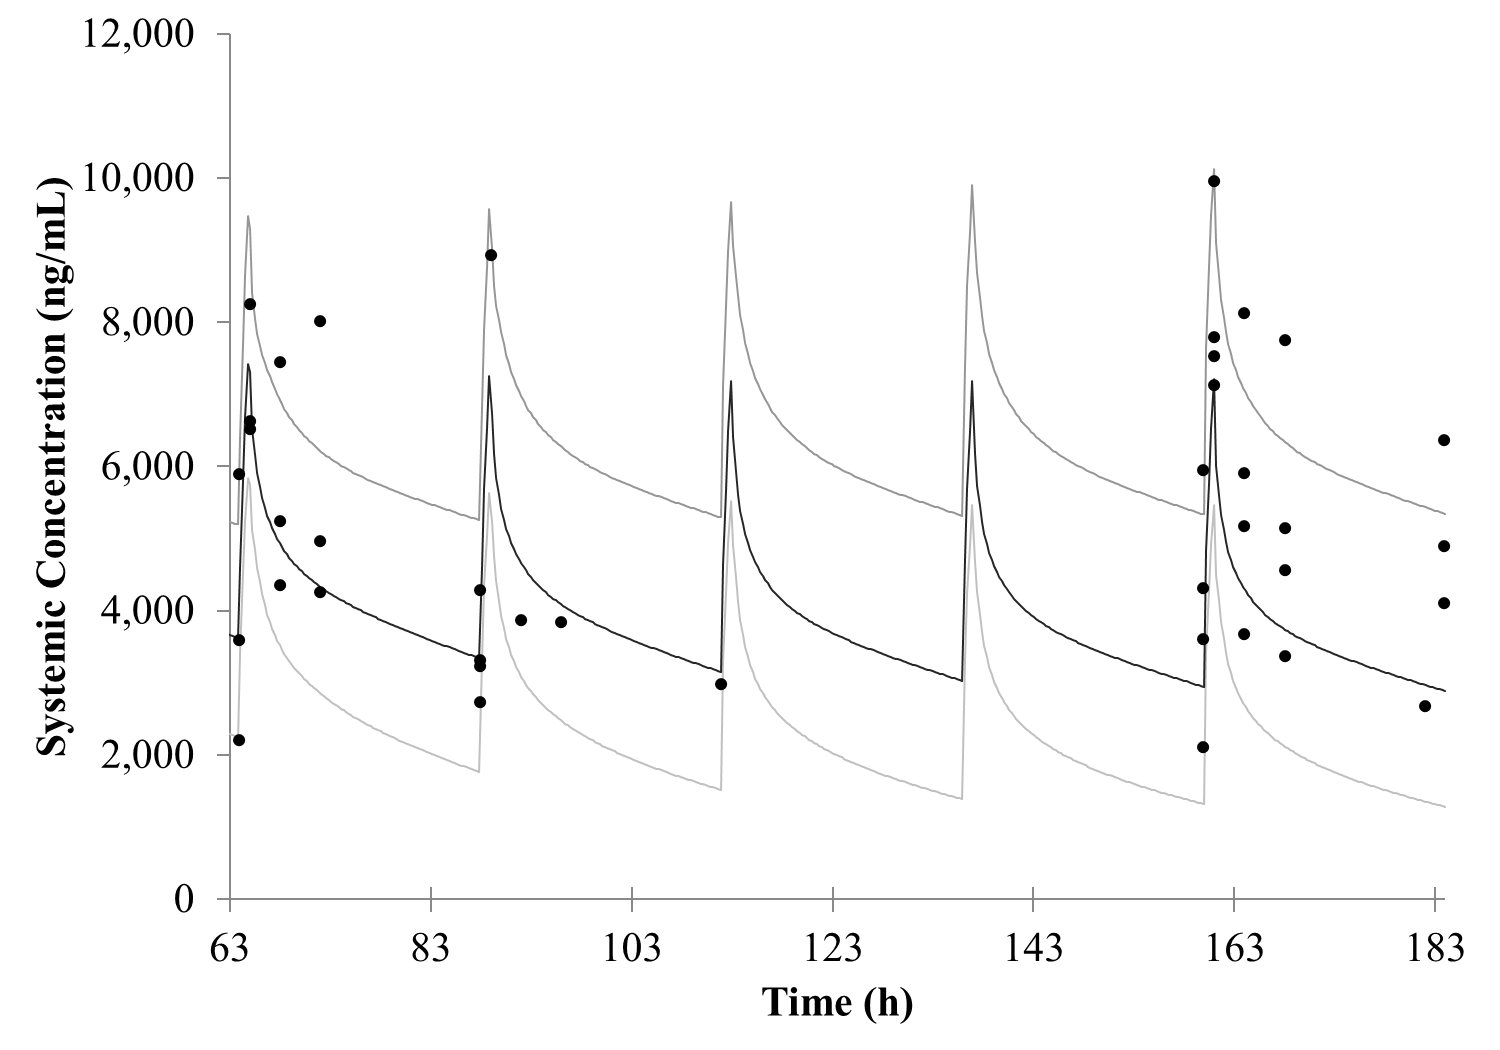 Systemic Concentration (ng/mL)
12,000
10,000
8,000
6,000
4,000
2,000
0
63 83 103 123 143 163 183
Time (h)